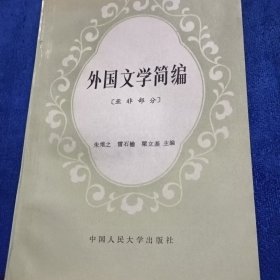 外国文学简编
〔亚非部分〕
朱维之 雷石榆 梁立基 主编
中国人民大学出版社